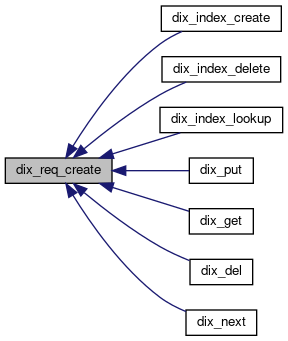 dix_index_create
dix_index_delete
dix_index_lookup
dix_req_create
dix_put
dix_get
dix_del
dix_next